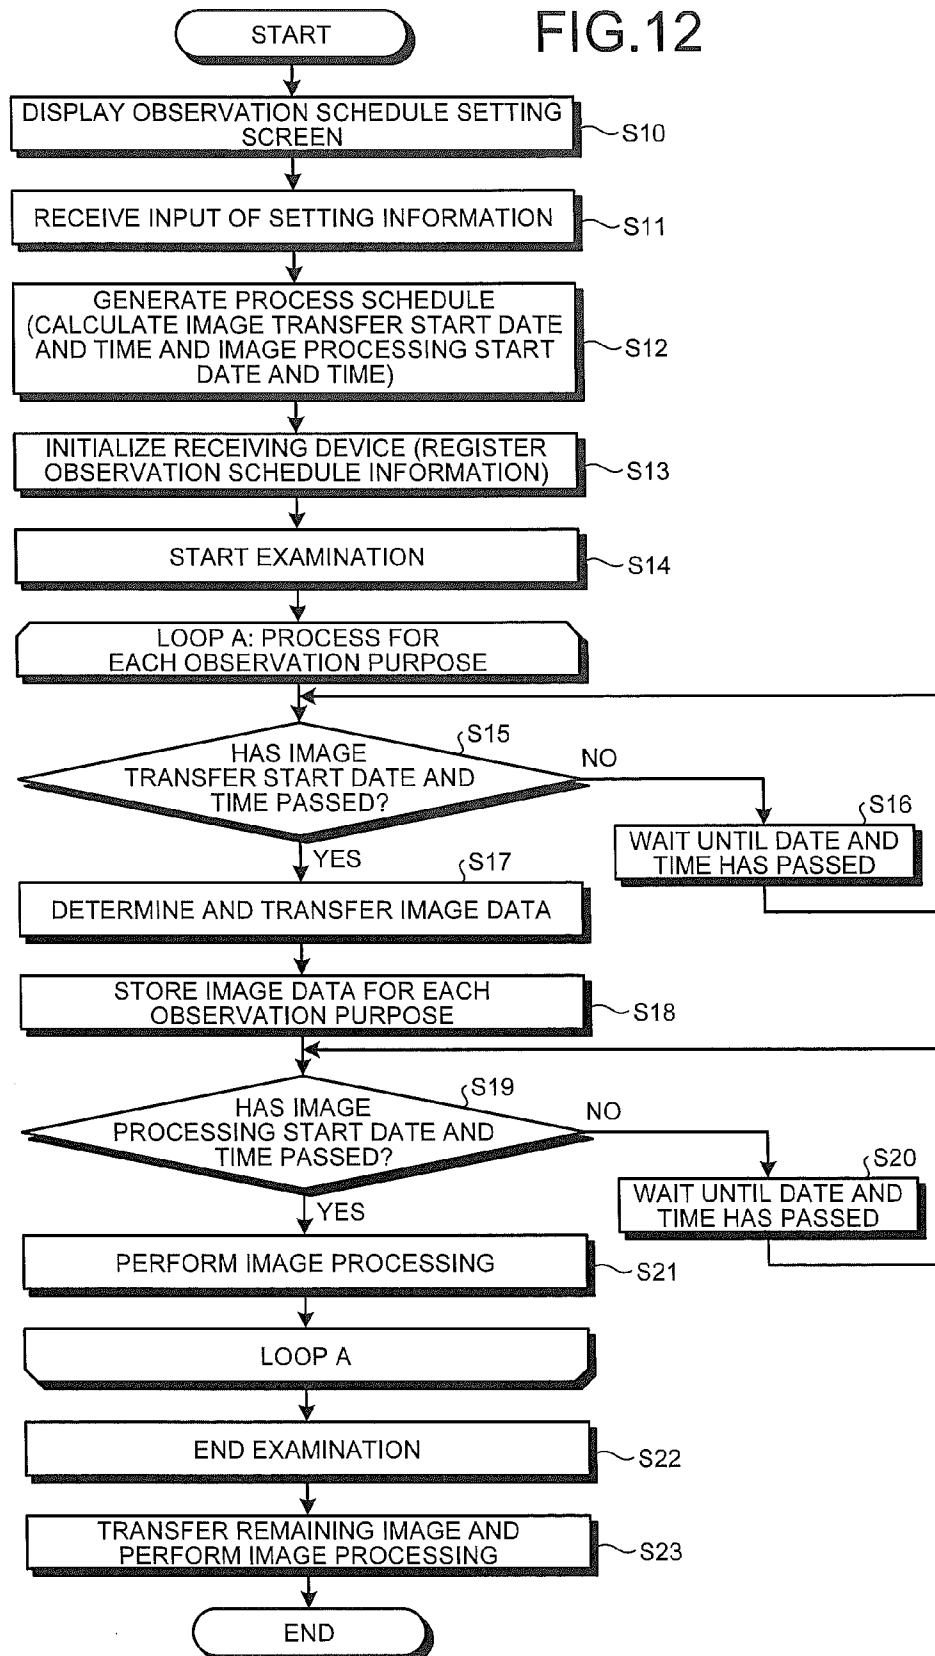 FIG.12
START
DISPLAY OBSERVATION SCHEDULE SETTING
SCREEN
S10
RECEIVE INPUT OF SETTING INFORMATION
S11
GENERATE PROCESS SCHEDULE
(CALCULATE IMAGE TRANSFER START DATE
AND TIME AND IMAGE PROCESSING START
DATE AND TIME)
S12
INITIALIZE RECEIVING DEVICE (REGISTER
OBSERVATION SCHEDULE INFORMATION)
S13
START EXAMINATION
S14
LOOP A: PROCESS FOR
EACH OBSERVATION PURPOSE
S15
HAS IMAGE
TRANSFER START DATE AND
TIME PASSED?
NO
S16
WAIT UNTIL DATE AND
TIME HAS PASSED
YES
S17
DETERMINE AND TRANSFER IMAGE DATA
STORE IMAGE DATA FOR EACH
OBSERVATION PURPOSE
S18
S19
HAS IMAGE
PROCESSING START DATE AND
TIME PASSED?
NO
S20
WAIT UNTIL DATE AND
TIME HAS PASSED
YES
PERFORM IMAGE PROCESSING
S21
LOOP A
END EXAMINATION
S22
TRANSFER REMAINING IMAGE AND
PERFORM IMAGE PROCESSING
S23
END